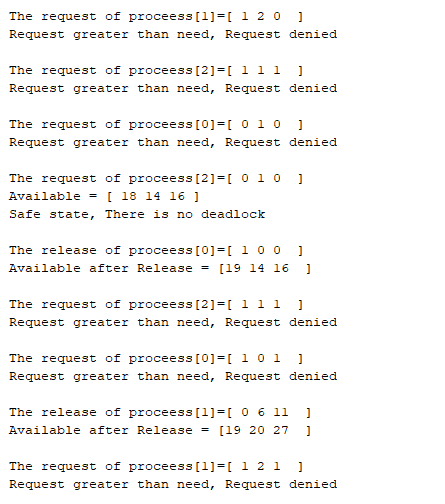 The request of proceess[1]=[ 1 2 0  ]
Request greater than need, Request denied
The request of proceess[2]=[ 1 1 1  ]
Request greater than need, Request denied
The request of proceess[0]=[ 0 1 0  ]
Request greater than need, Request denied
The request of proceess[2]=[ 0 1 0  ]
Available = [ 18 14 16 ]
Safe state, There is no deadlock
The release of proceess[0]=[ 1 0 0  ]
Available after Release = [19 14 16  ]
The request of proceess[2]=[ 1 1 1  ]
Request greater than need, Request denied
The request of proceess[0]=[ 1 0 1  ]
Request greater than need, Request denied
The release of proceess[1]=[ 0 6 11  ]
Available after Release = [19 20 27  ]
The request of proceess[1]=[ 1 2 1  ]
Request greater than need, Request denied